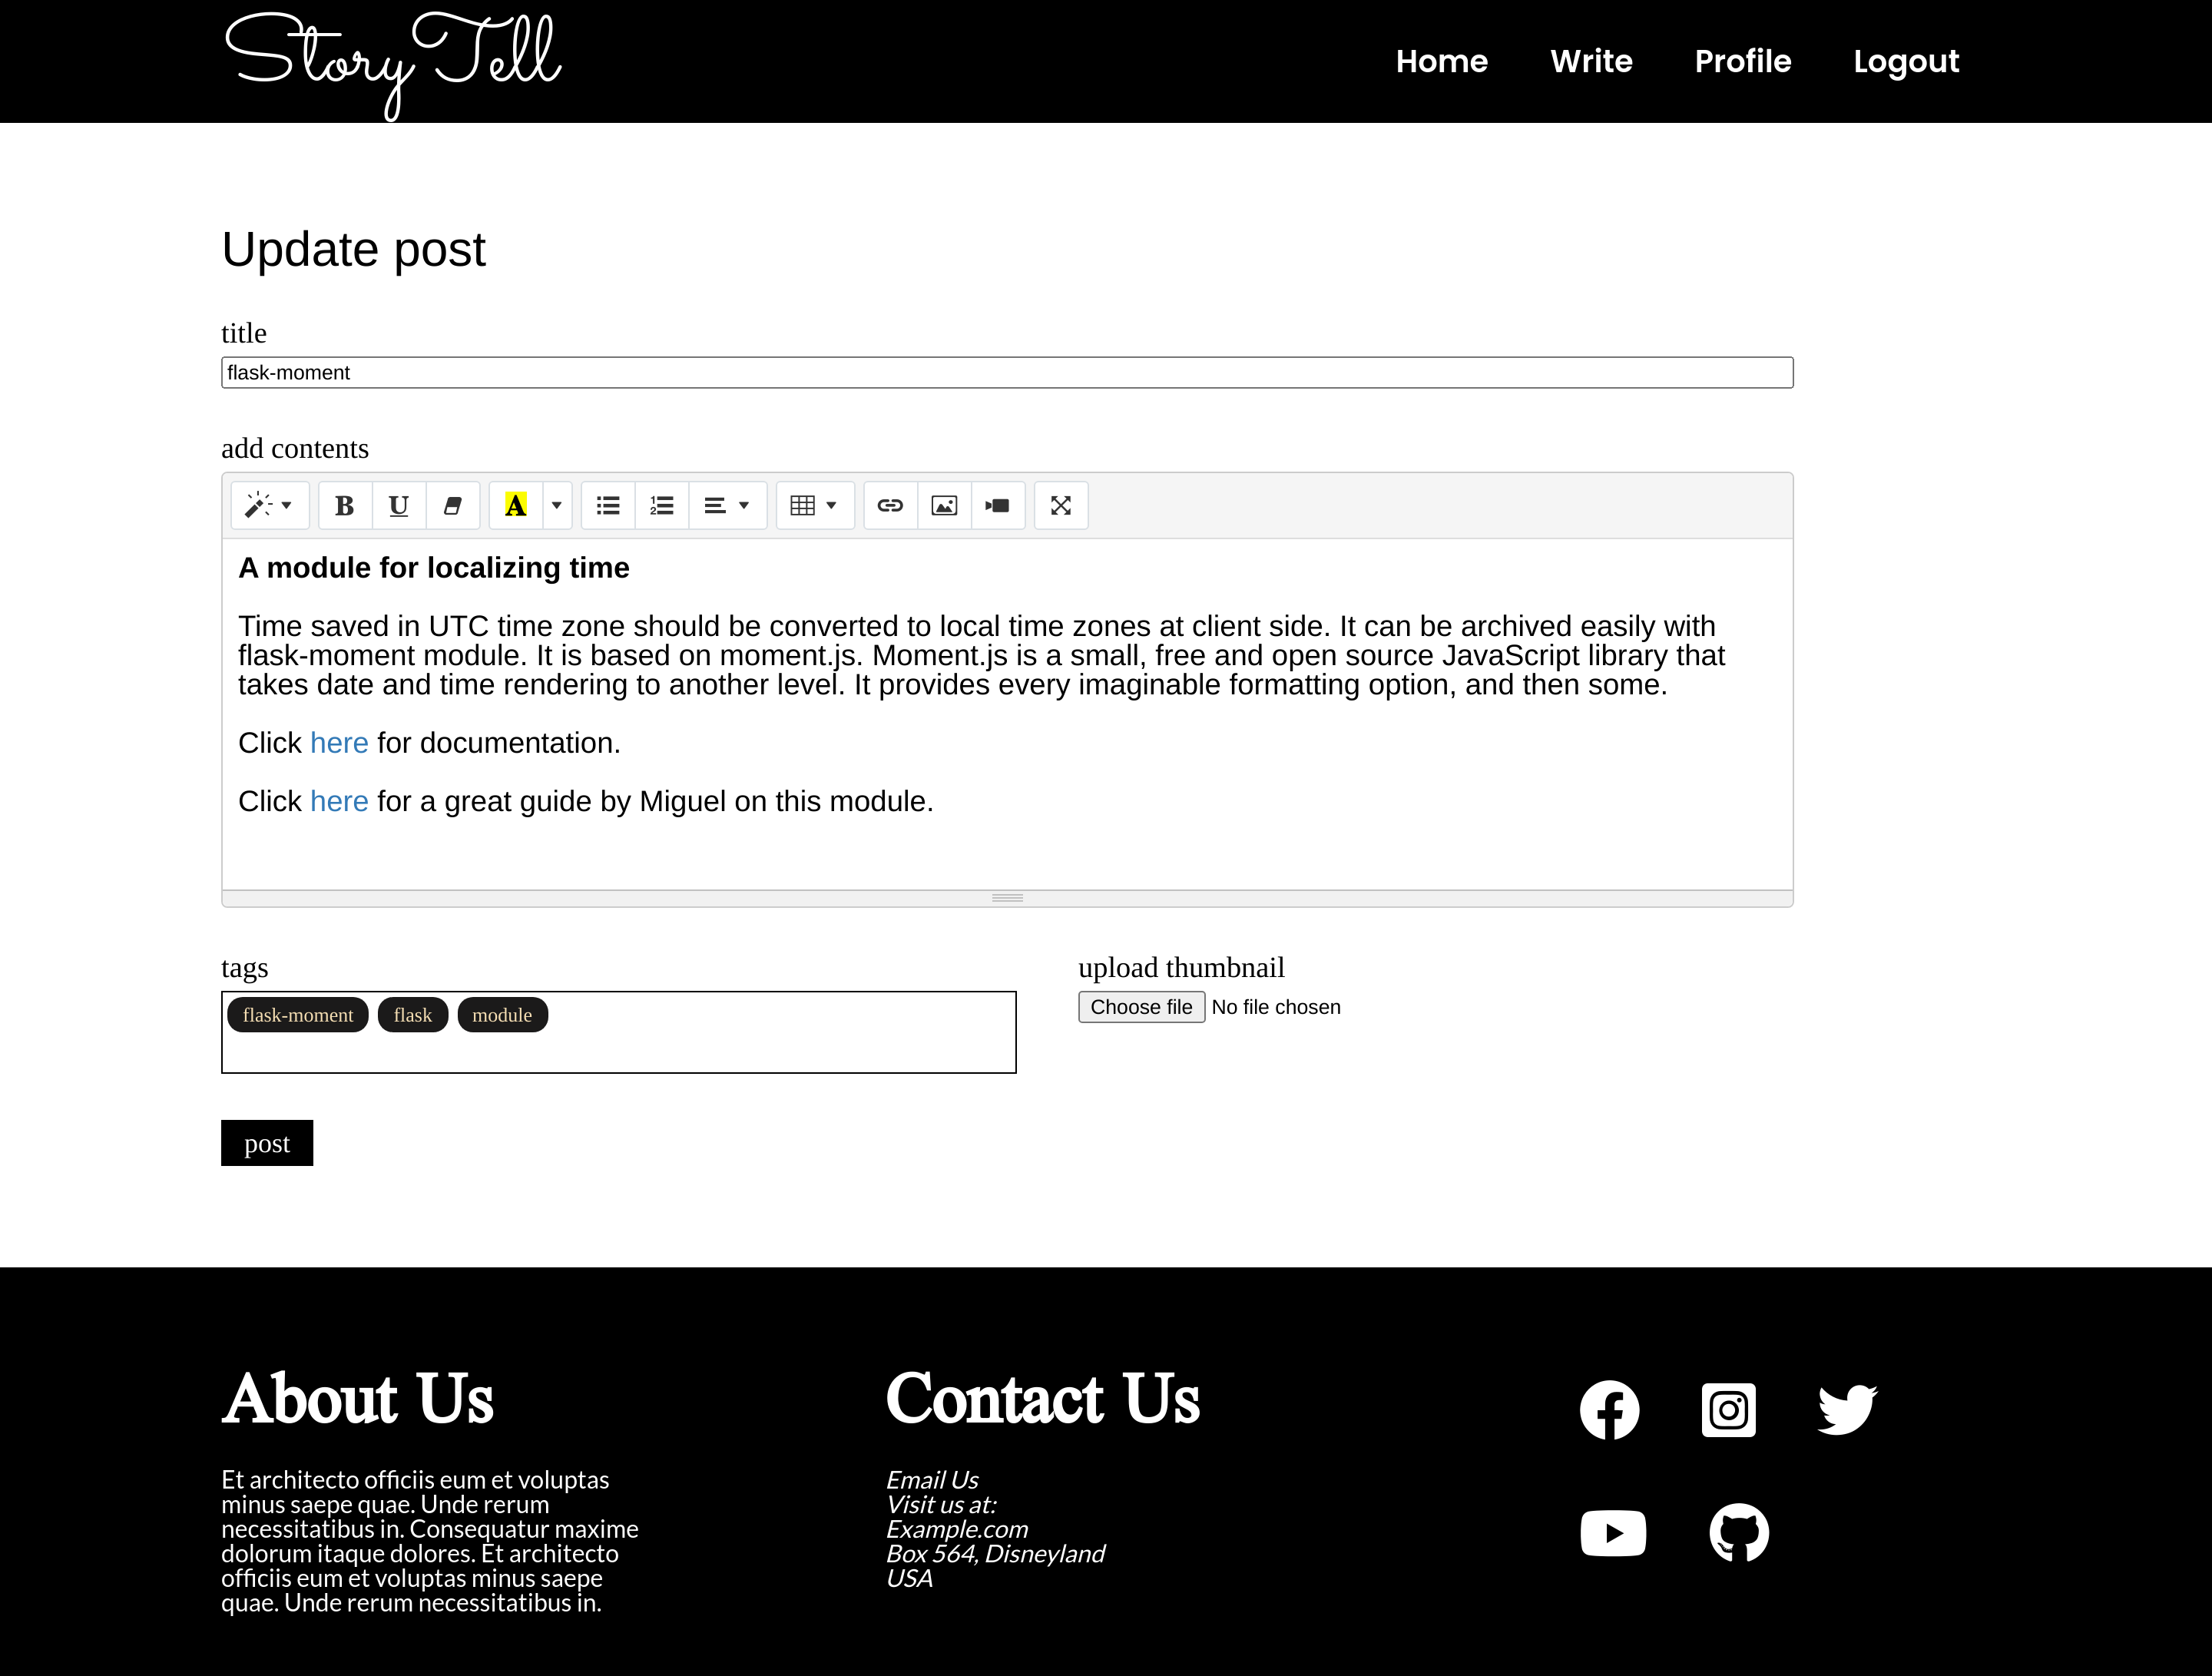 Story Tell
Home Write Profile Logout
Update post
title
flask-moment
add contents
B U A
A module for localizing time
Time saved in UTC time zone should be converted to local time zones at client side. It can be archived easily with
flask-moment module. It is based on moment.js. Moment.js is a small, free and open source JavaScript library that
takes date and time rendering to another level. It provides every imaginable formatting option, and then some.
Click here for documentation.
Click here for a great guide by Miguel on this module.
tags
flask-moment flask module
upload thumbnail
Choose file No file chosen
post
About Us
Et architecto officiis eum et voluptas
minus saepe quae. Unde rerum
necessitatibus in. Consequatur maxime
dolorum itaque dolores. Et architecto
officiis eum et voluptas minus saepe
quae. Unde rerum necessitatibus in.
Contact Us
Email Us
Visit us at:
Example.com
Box 564, Disneyland
USA